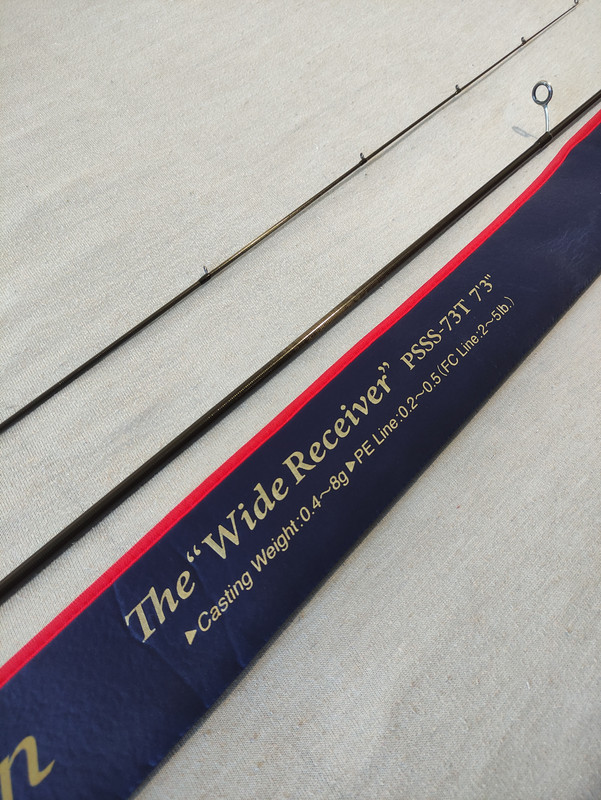 The “Wide Receiver” PSSS-73T 7'3"
▶Casting Weight:0.4～8g▶PE Line:0.2～0.5(FC Line:2～5lb.)
n